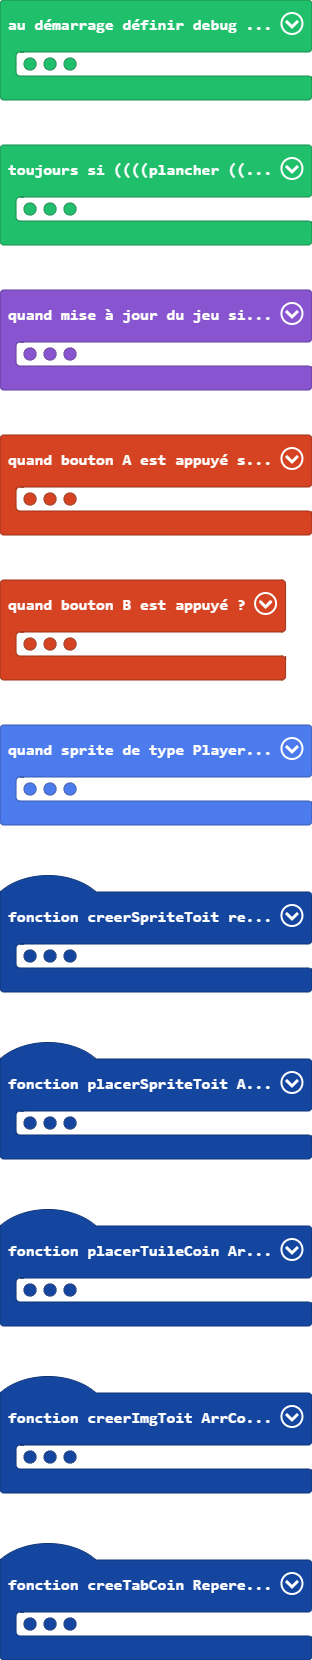 au démarrage définir debug ...
toujours si ((((plancher ((...
quand mise à jour du jeu si...
quand bouton A est appuyé s...
quand bouton B est appuyé ?
quand sprite de type Player...
fonction creerSpriteToit re...
fonction placerSpriteToit A...
fonction placerTuileCoin Ar...
fonction creerImgToit ArrCo...
fonction creeTabCoin Repere...